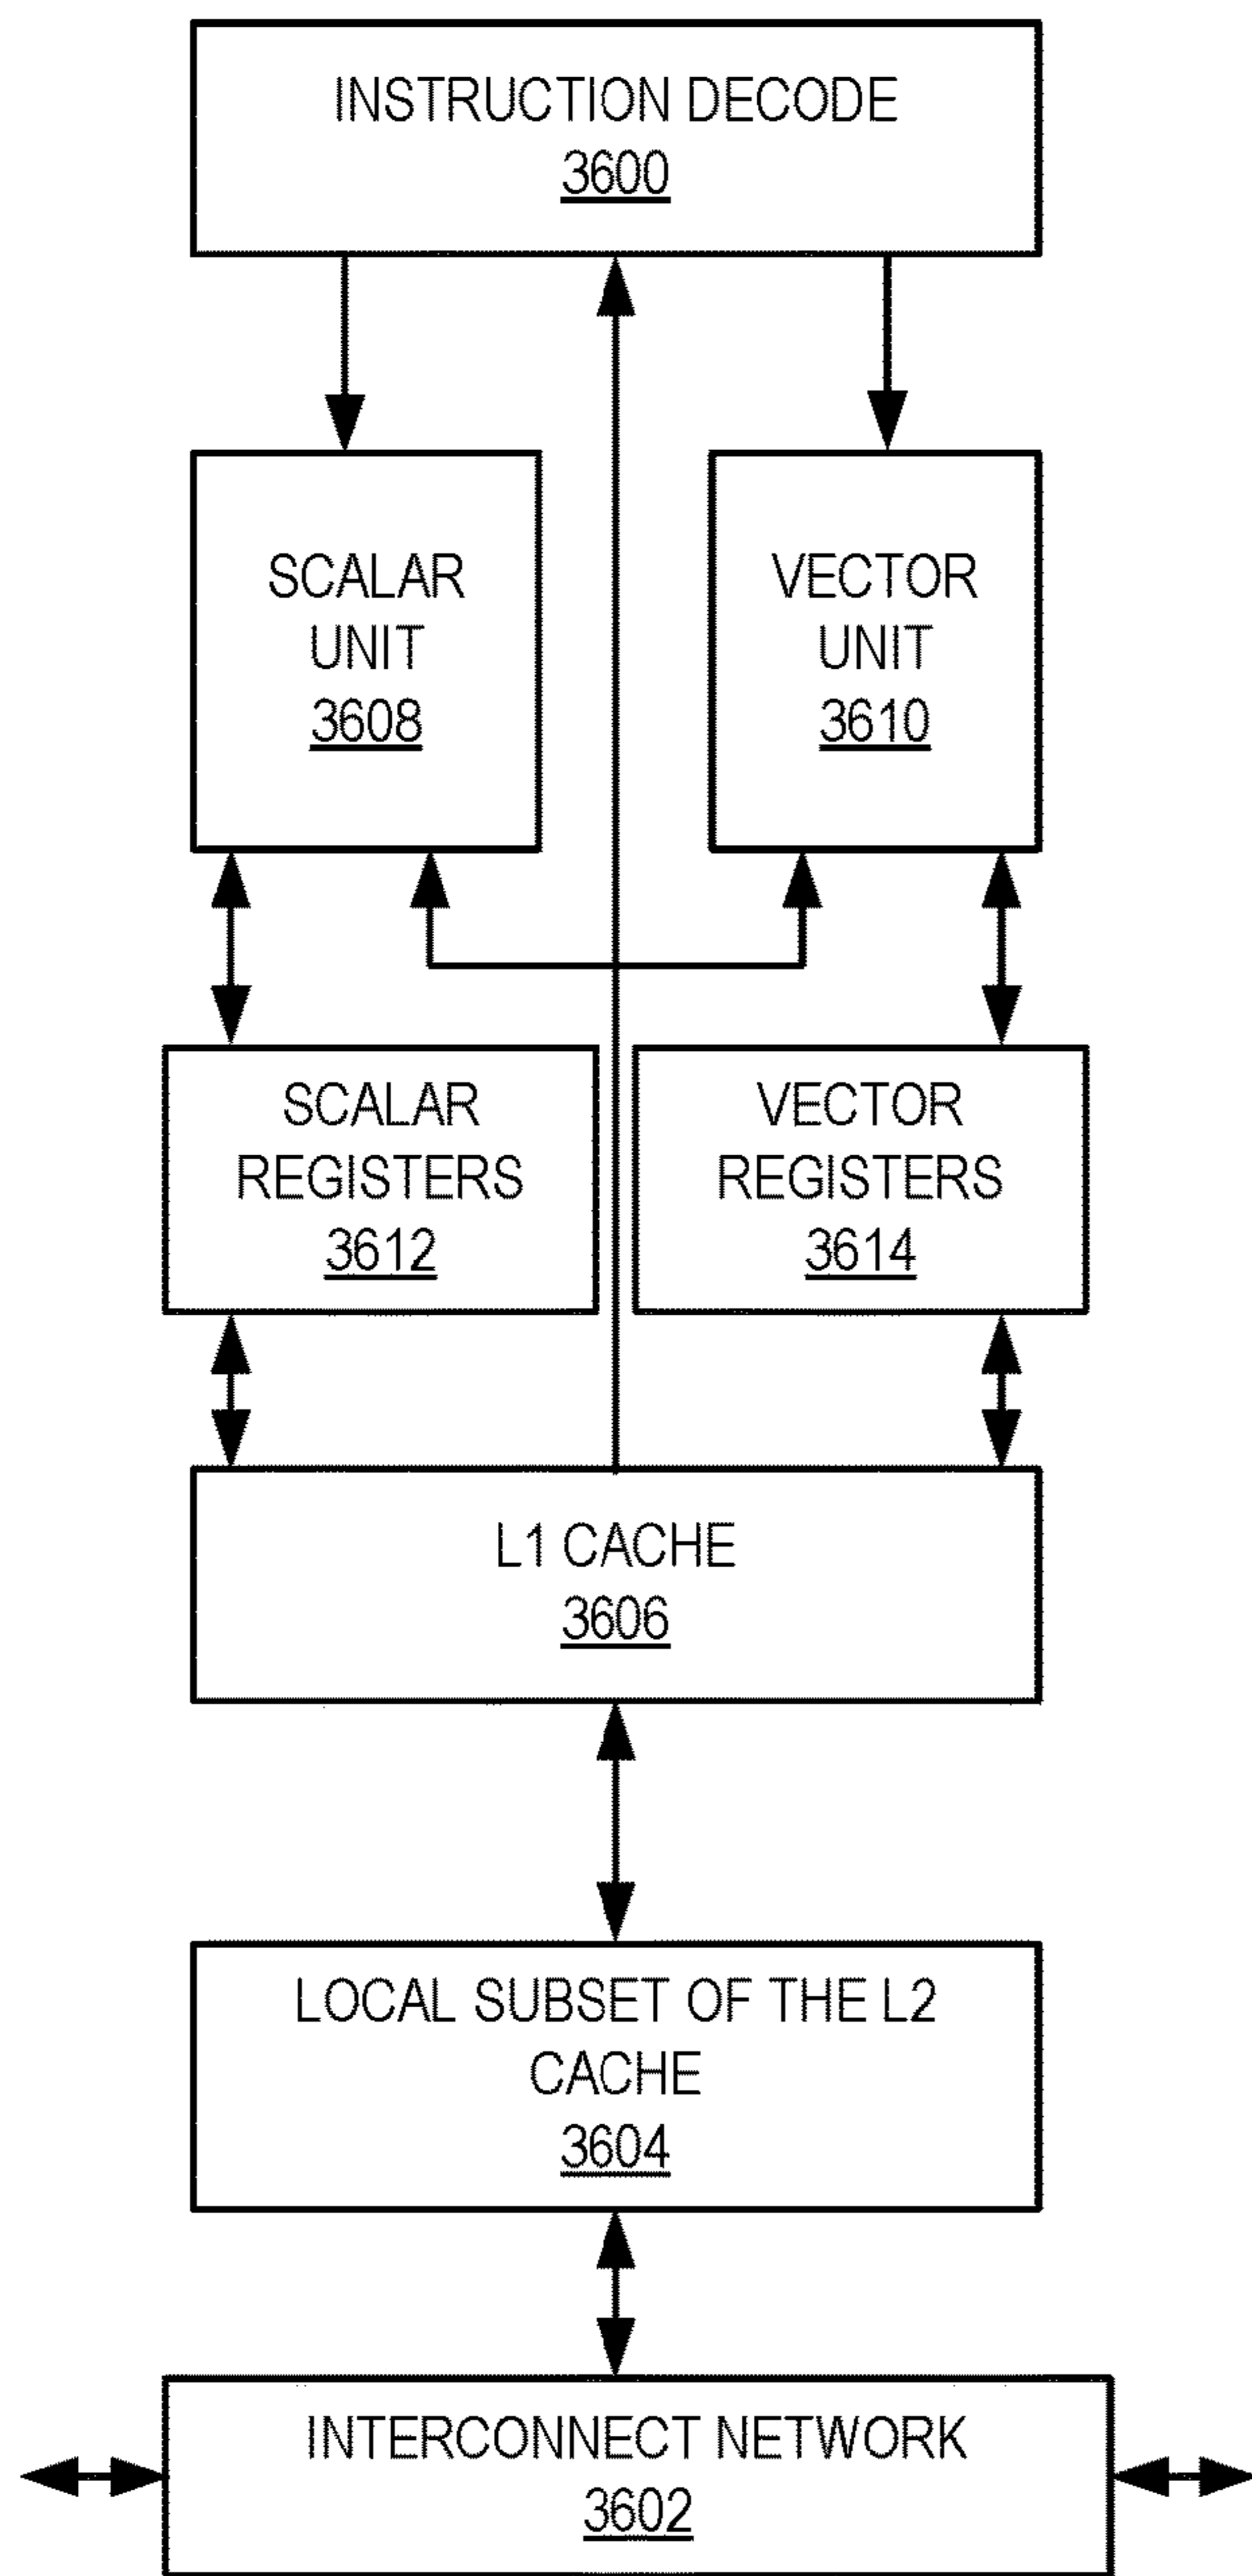 INSTRUCTION DECODE
3600
SCALAR
UNIT
3608
VECTOR
UNIT
3610
SCALAR
REGISTERS
3612
VECTOR
REGISTERS
3614
L1 CACHE
3606
LOCAL SUBSET OF THE L2
CACHE
3604
INTERCONNECT NETWORK
3602